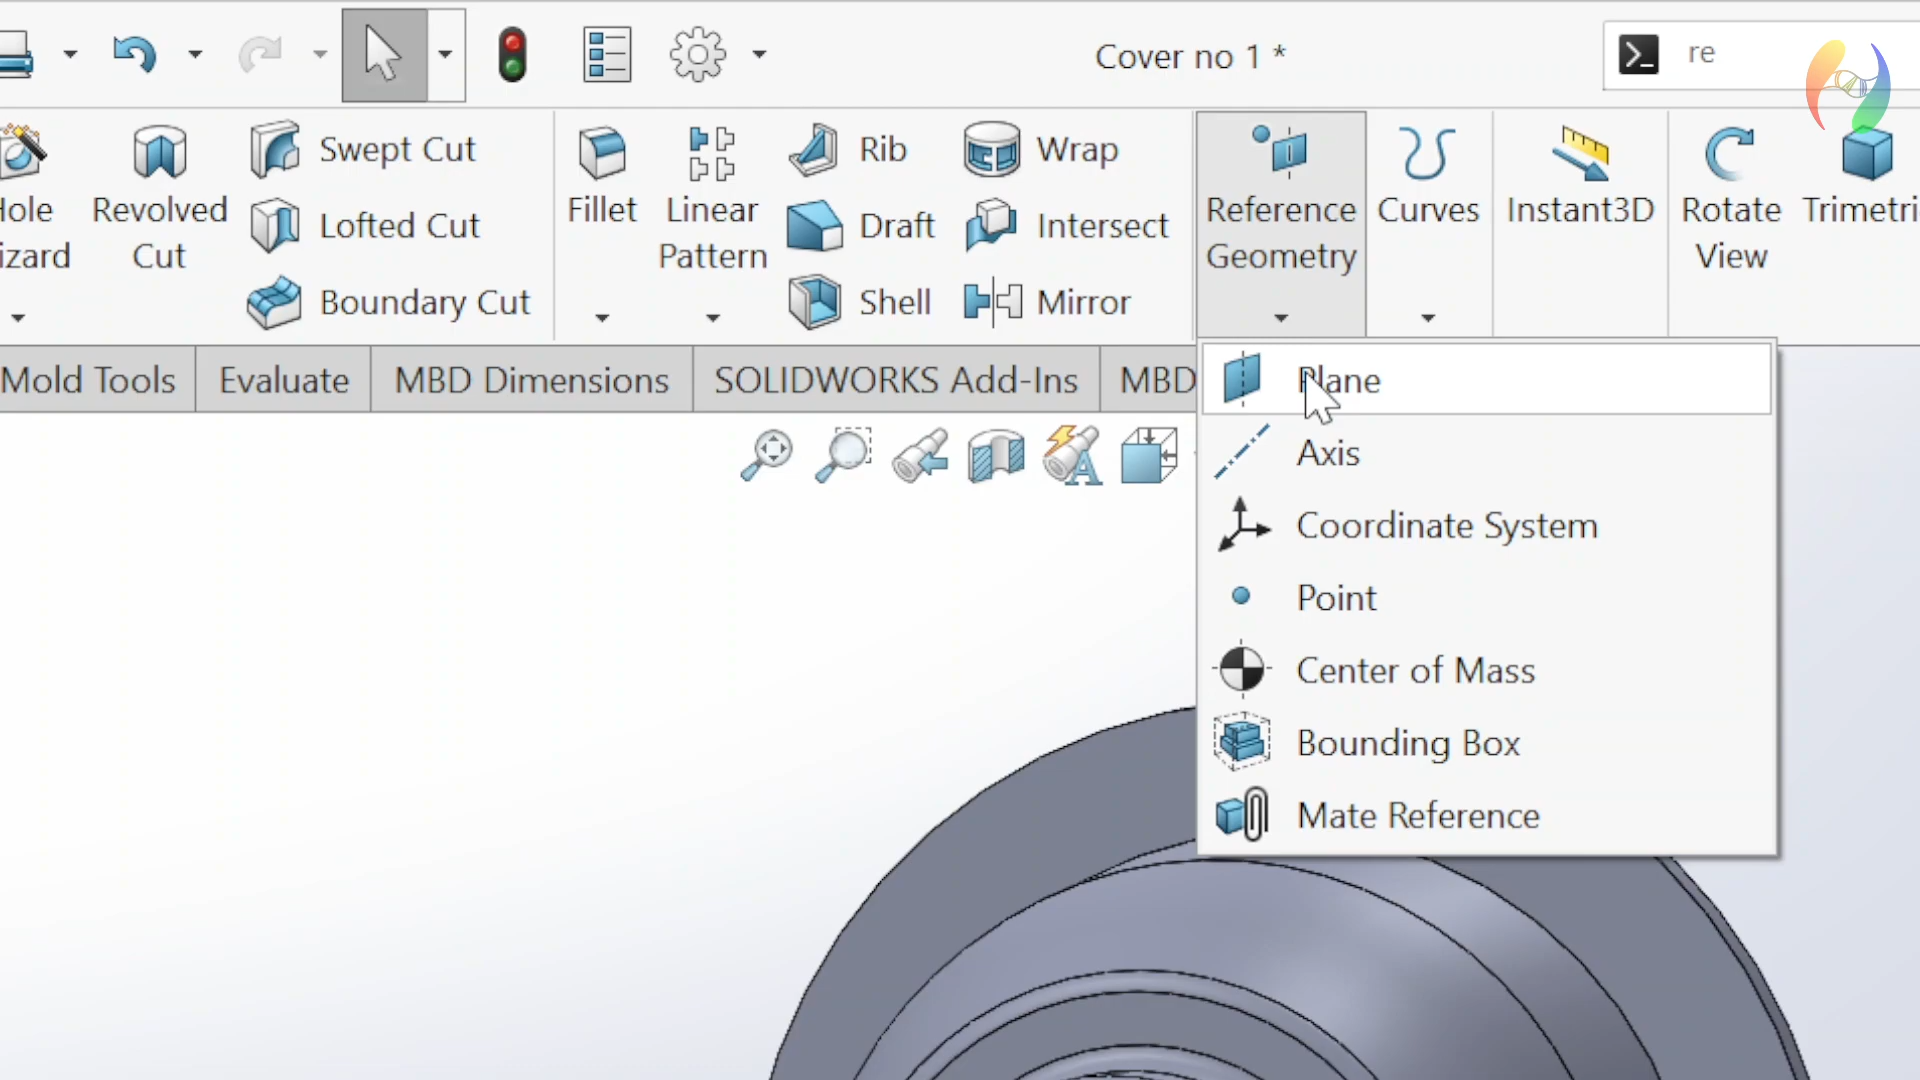 Cover no 1 *
re
Hole
Wizard
Revolved
Cut
Swept Cut
Lofted Cut
Boundary Cut
Fillet
Linear
Pattern
Rib
Draft
Shell
Wrap
Intersect
Mirror
Reference
Geometry
Curves
Instant3D
Rotate
View
Trimetri
Mold Tools
Evaluate
MBD Dimensions
SOLIDWORKS Add-Ins
MBD
Plane
Axis
Coordinate System
Point
Center of Mass
Bounding Box
Mate Reference